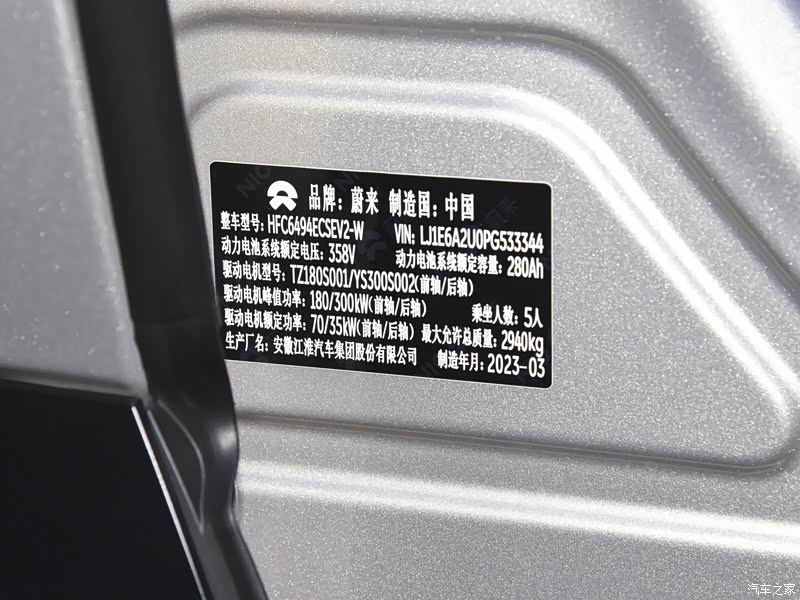 品牌：蔚来 制造国：中国
整车型号：HFC6494ECSEV2-W VIN：LJ1E6A2U0PG533344
动力电池系统额定电压：358V 动力电池系统额定容量：280Ah
驱动电机型号：TZ180S001/YS300S002(前轴/后轴)
驱动电机峰值功率：180/300kW(前轴/后轴) 乘坐人数：5人
驱动电机额定功率：70/35kW(前轴/后轴) 最大允许总质量：2940kg
生产厂名：安徽江淮汽车集团股份有限公司 制造年月：2023-03
汽车之家